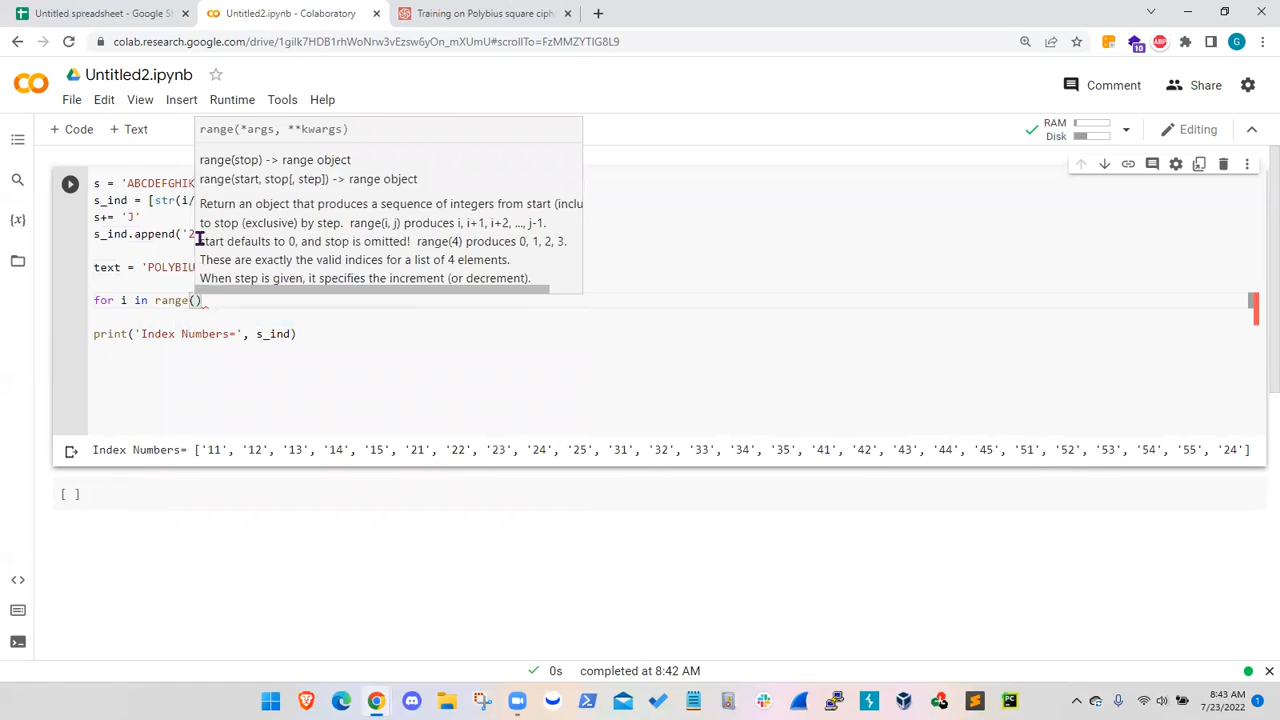 Untitled spreadsheet - Google Sh
Untitled2.ipynb - Colaboratory
Training on Polybius square ciph
colab.research.google.com/drive/1gilk7HDB1rhWoNrw3vEzsw6yOn_mXUmU#scrollTo=FzMMZYTIG8L9
10
ABP
G
CO
Untitled2.ipynb
Comment
Share
File Edit View Insert Runtime Tools Help
+ Code + Text
RAM
Disk
Editing
range(*args, **kwargs)
range(stop) -> range object
range(start, stop[, step]) -> range object
Return an object that produces a sequence of integers from start (inclu
to stop (exclusive) by step. range(i, j) produces i, i+1, i+2, ..., j-1.
start defaults to 0, and stop is omitted! range(4) produces 0, 1, 2, 3.
These are exactly the valid indices for a list of 4 elements.
When step is given, it specifies the increment (or decrement).
s = 'ABCDEFGHIK
s_ind = [str(i/
s+= 'J'
s_ind.append('2
text = 'POLYBIU
for i in range()
print('Index Numbers=', s_ind)
Index Numbers= ['11', '12', '13', '14', '15', '21', '22', '23', '24', '25', '31', '32', '33', '34', '35', '41', '42', '43', '44', '45', '51', '52', '53', '54', '55', '24']
[ ]
0s completed at 8:42 AM
8:43 AM
7/23/2022
1